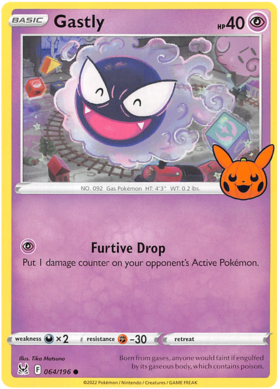 BASIC Gastly HP40
NO. 092 Gas Pokémon HT: 4'3" WT: 0.2 lbs.
Furtive Drop
Put 1 damage counter on your opponent's Active Pokémon.
weakness ×2 resistance -30 retreat
Illus. Tika Matsuno
Born from gases, anyone would faint if engulfed
by its gaseous body, which contains poison.
F 064/196
©2022 Pokémon / Nintendo / Creatures / GAME FREAK